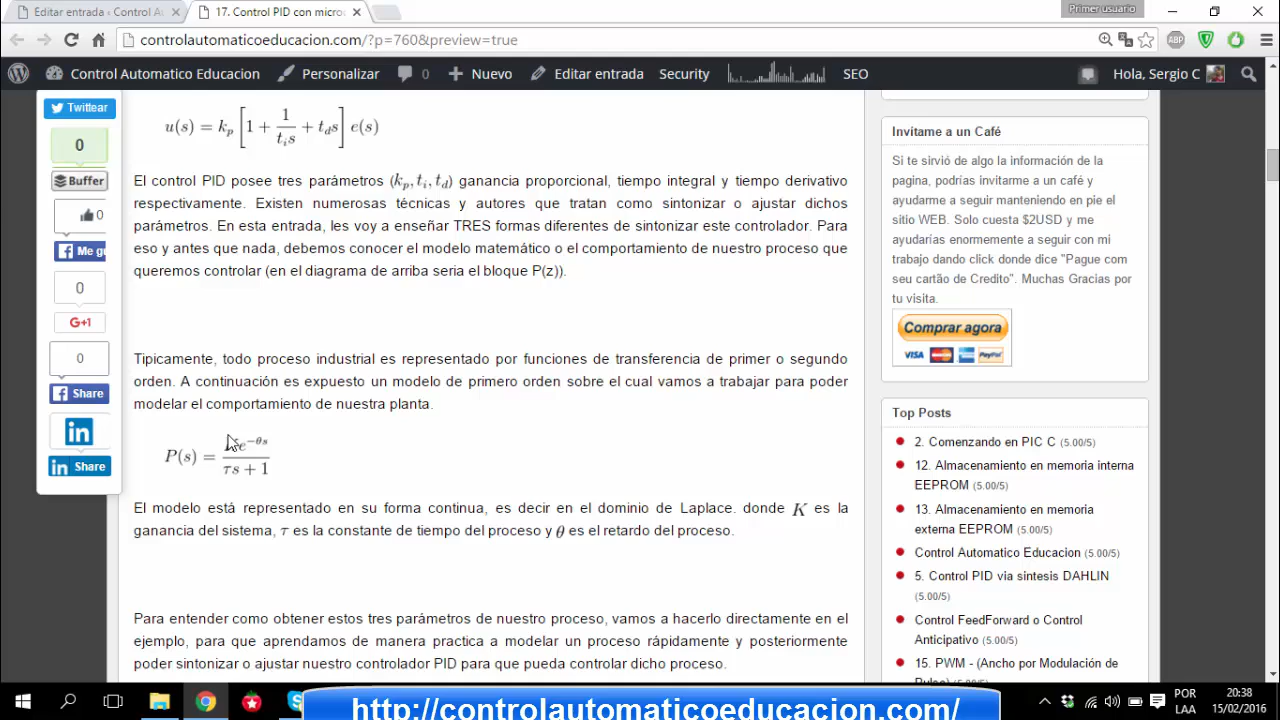 Editar entrada ‹ Control A
17. Control PID con micro
Primer usuario
controlautomaticoeducacion.com/?p=760&preview=true
ABP
Control Automatico Educacion
Personalizar
0
Nuevo
Editar entrada
Security
SEO
Hola, Sergio C
Twittear
0
Buffer
0
Me gu
0
G+1
0
Share
in
in Share
u(s) = k_p [1 + 1/(t_i s) + t_d s] e(s)
El control PID posee tres parámetros (k_p, t_i, t_d) ganancia proporcional, tiempo integral y tiempo derivativo
respectivamente. Existen numerosas técnicas y autores que tratan como sintonizar o ajustar dichos
parámetros. En esta entrada, les voy a enseñar TRES formas diferentes de sintonizar este controlador. Para
eso y antes que nada, debemos conocer el modelo matemático o el comportamiento de nuestro proceso que
queremos controlar (en el diagrama de arriba seria el bloque P(z)).
Tipicamente, todo proceso industrial es representado por funciones de transferencia de primer o segundo
orden. A continuación es expuesto un modelo de primero orden sobre el cual vamos a trabajar para poder
modelar el comportamiento de nuestra planta.
P(s) = Ke^{-θs}/(τs + 1)
El modelo está representado en su forma continua, es decir en el dominio de Laplace. donde K es la
ganancia del sistema, τ es la constante de tiempo del proceso y θ es el retardo del proceso.
Para entender como obtener estos tres parámetros de nuestro proceso, vamos a hacerlo directamente en el
ejemplo, para que aprendamos de manera practica a modelar un proceso rápidamente y posteriormente
poder sintonizar o ajustar nuestro controlador PID para que pueda controlar dicho proceso.
Invítame a un Café
Si te sirvió de algo la información de la
pagina, podrías invitarme a un café y
ayudarme a seguir manteniendo en pie el
sitio WEB. Solo cuesta $2USD y me
ayudarías enormemente a seguir con mi
trabajo dando click donde dice "Pague com
seu cartão de Credito". Muchas Gracias por
tu visita.
Comprar agora
VISA PayPal
Top Posts
2. Comenzando en PIC C (5.00/5)
12. Almacenamiento en memoria interna
EEPROM (5.00/5)
13. Almacenamiento en memoria
externa EEPROM (5.00/5)
Control Automatico Educacion (5.00/5)
5. Control PID via sintesis DAHLIN
(5.00/5)
Control FeedForward o Control
Anticipativo (5.00/5)
15. PWM - (Ancho por Modulación de
http://controlautomaticoeducacion.com/
POR
LAA
20:38
15/02/2016